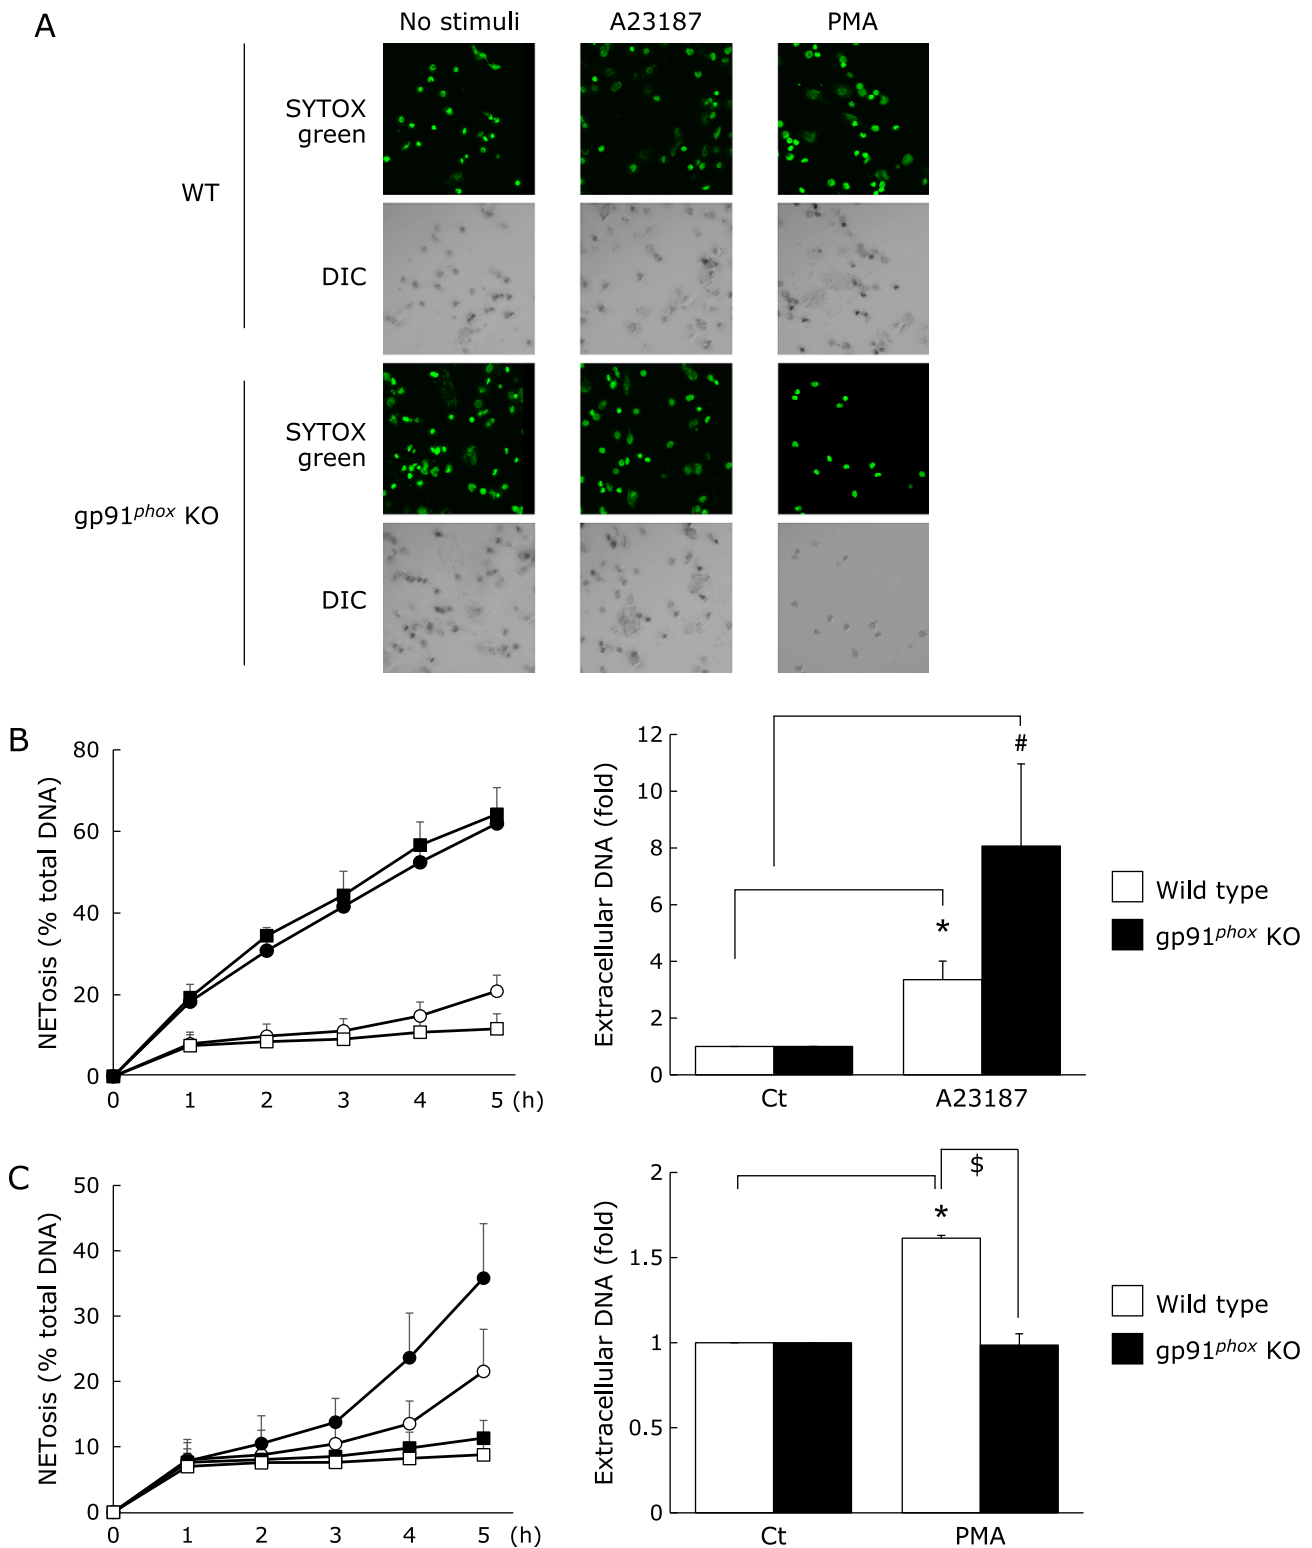 A
No stimuli
A23187
PMA
WT
SYTOX
green
DIC
gp91phox KO
SYTOX
green
DIC
B
NETosis (% total DNA)
80
60
40
20
0
0 1 2 3 4 5 (h)
Extracellular DNA (fold)
12
10
8
6
4
2
0
#
*
Ct
A23187
Wild type
gp91phox KO
C
NETosis (% total DNA)
50
40
30
20
10
0
0 1 2 3 4 5 (h)
Extracellular DNA (fold)
2
1.5
1
0.5
0
$
*
Ct
PMA
Wild type
gp91phox KO